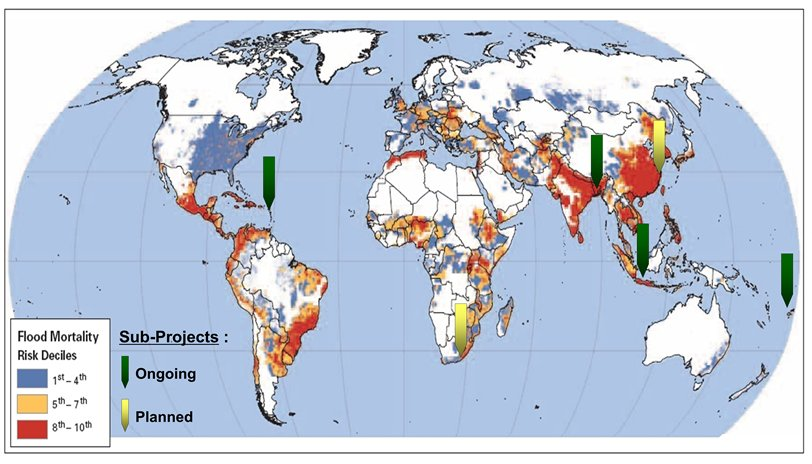 Flood Mortality
Risk Deciles
1st – 4th
5th – 7th
8th – 10th
Sub-Projects :
Ongoing
Planned